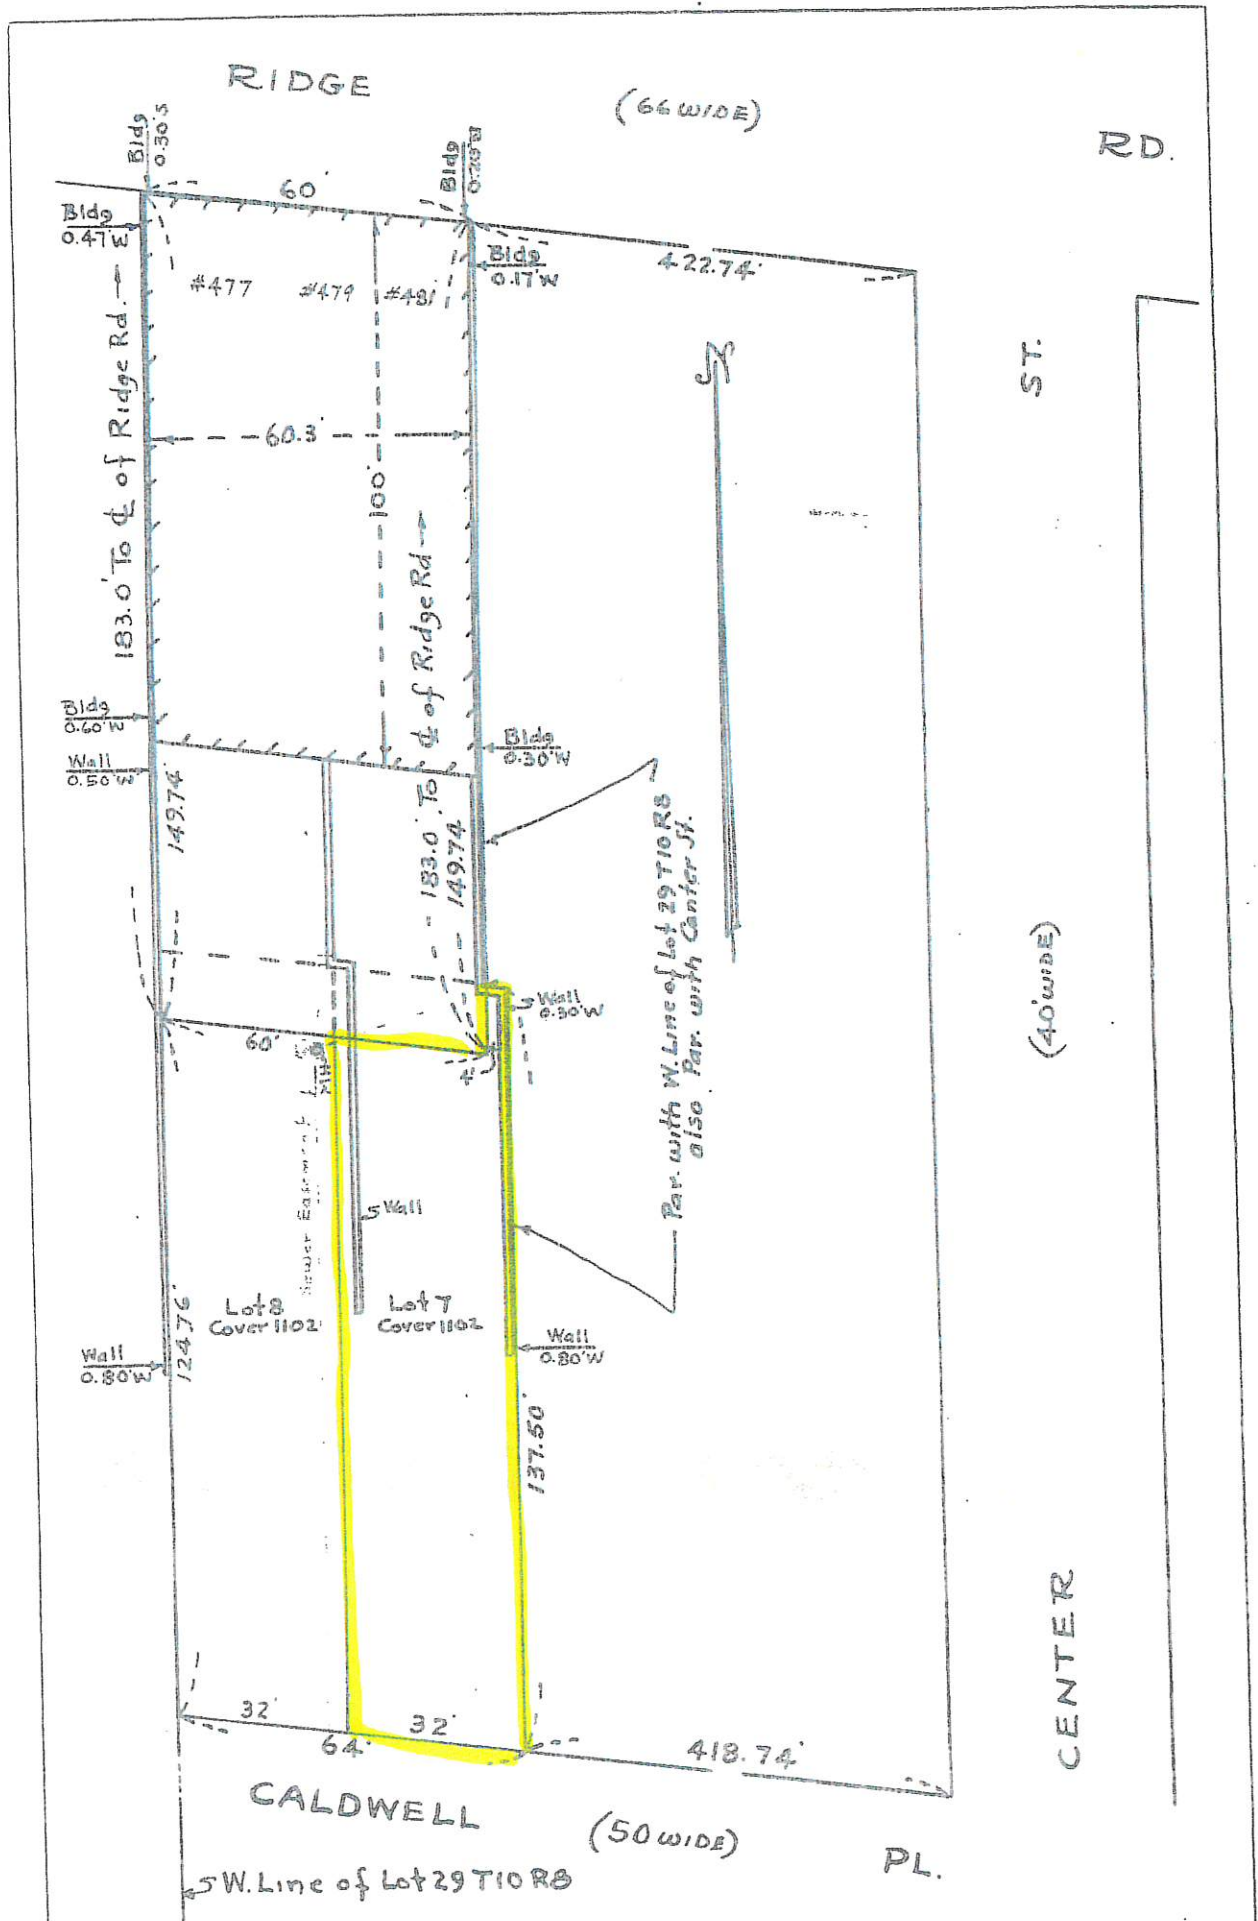 RIDGE
(66 WIDE)
RD.
Bldg
0.30'S
Bldg
60'
Bldg
0.47'W
Bldg
0.17'W
422.74'
#477
#479
#481
183.0' To ℄ of Ridge Rd. →
60.3'
100'
ST.
183.0' To ℄ of Ridge Rd →
Bldg
0.60'W
Wall
0.50'W
Bldg
0.30'W
149.74'
149.74
Par. with W. Line of Lot 29 T10 R8
also Par. with Center St.
Wall
0.30'W
(40' WIDE)
60'
4'
MH
Sewer Easement
Wall
Lot 8
Cover 1102
Lot 7
Cover 1102
Wall
0.80'W
124.76'
Wall
0.80'W
137.50'
CENTER
32'
32'
64'
418.74'
CALDWELL
(50 WIDE)
PL.
W. Line of Lot 29 T10 R8